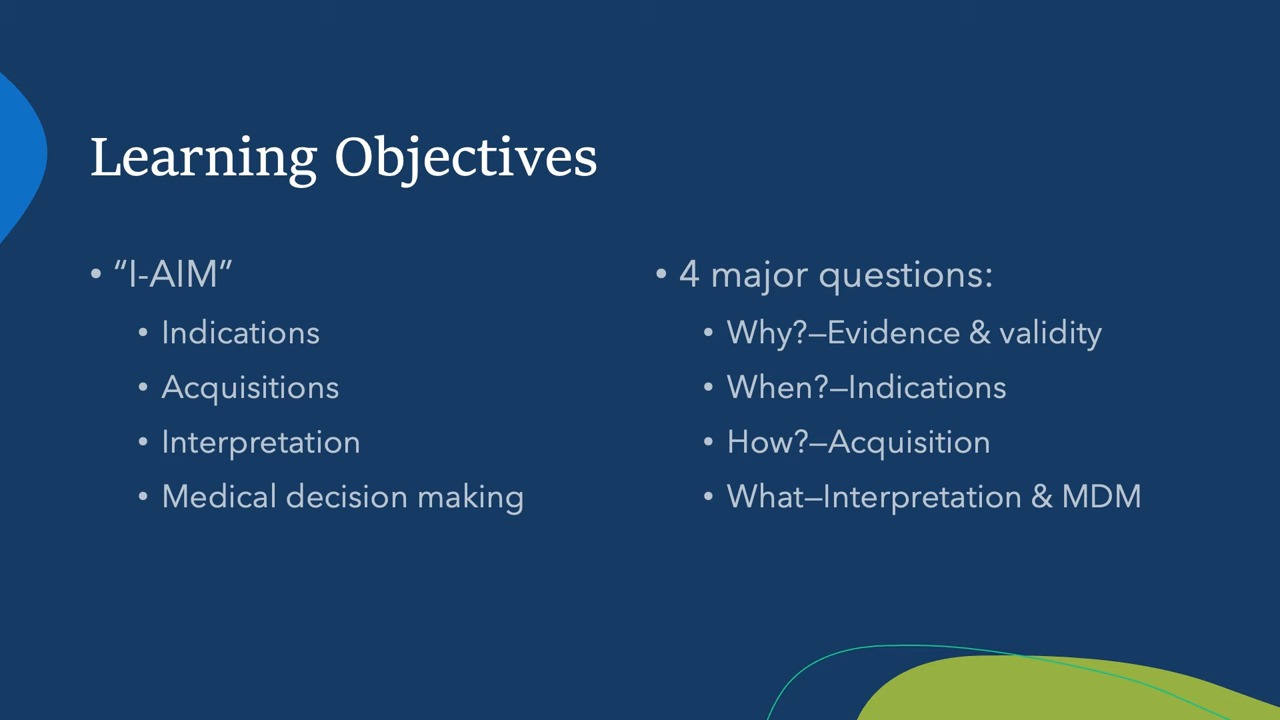 Learning Objectives
• “I-AIM”
• Indications
• Acquisitions
• Interpretation
• Medical decision making
• 4 major questions:
• Why?—Evidence & validity
• When?—Indications
• How?—Acquisition
• What—Interpretation & MDM